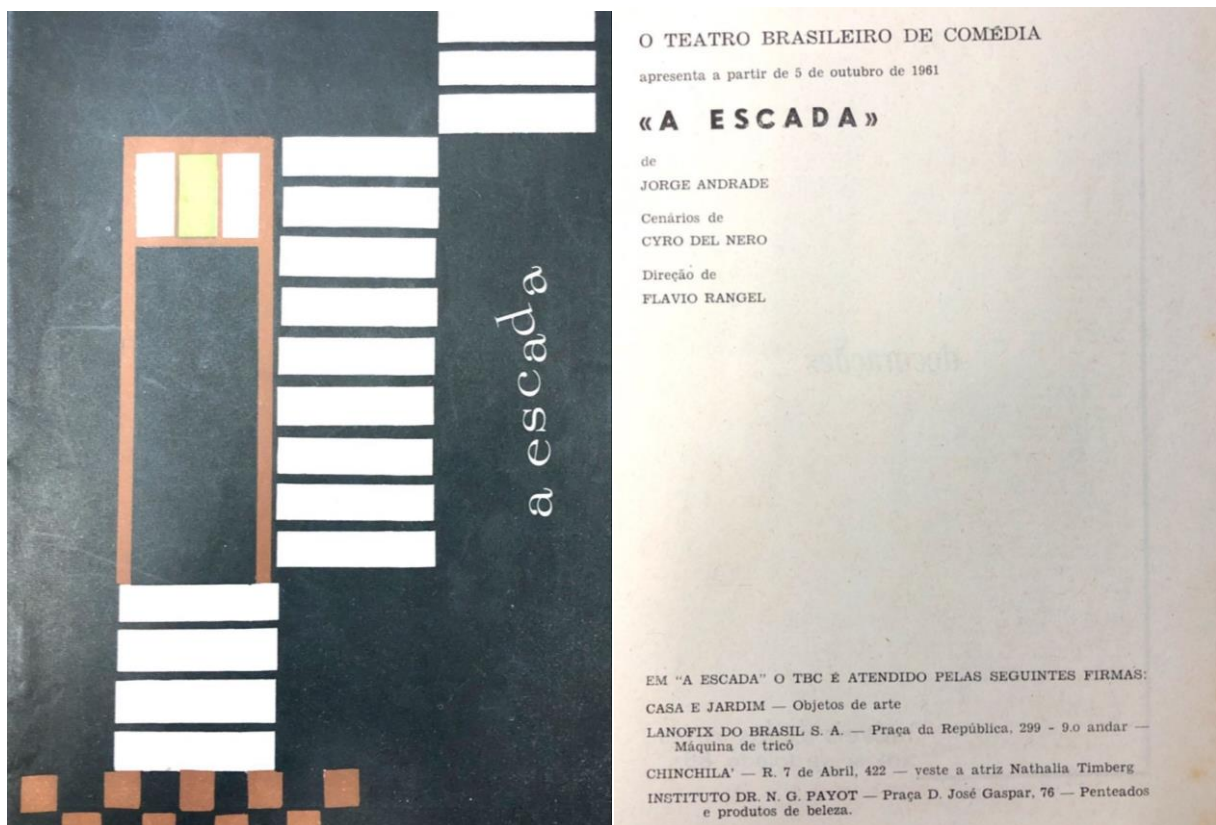 a escada
O TEATRO BRASILEIRO DE COMÉDIA
apresenta a partir de 5 de outubro de 1961
«A ESCADA»
de
JORGE ANDRADE
Cenários de
CYRO DEL NERO
Direção de
FLAVIO RANGEL
EM "A ESCADA" O TBC É ATENDIDO PELAS SEGUINTES FIRMAS:
CASA E JARDIM — Objetos de arte
LANOFIX DO BRASIL S. A. — Praça da República, 299 - 9.o andar —
Máquina de tricô
CHINCHILA' — R. 7 de Abril, 422 — veste a atriz Nathalia Timberg
INSTITUTO DR. N. G. PAYOT — Praça D. José Gaspar, 76 — Penteados
e produtos de beleza.